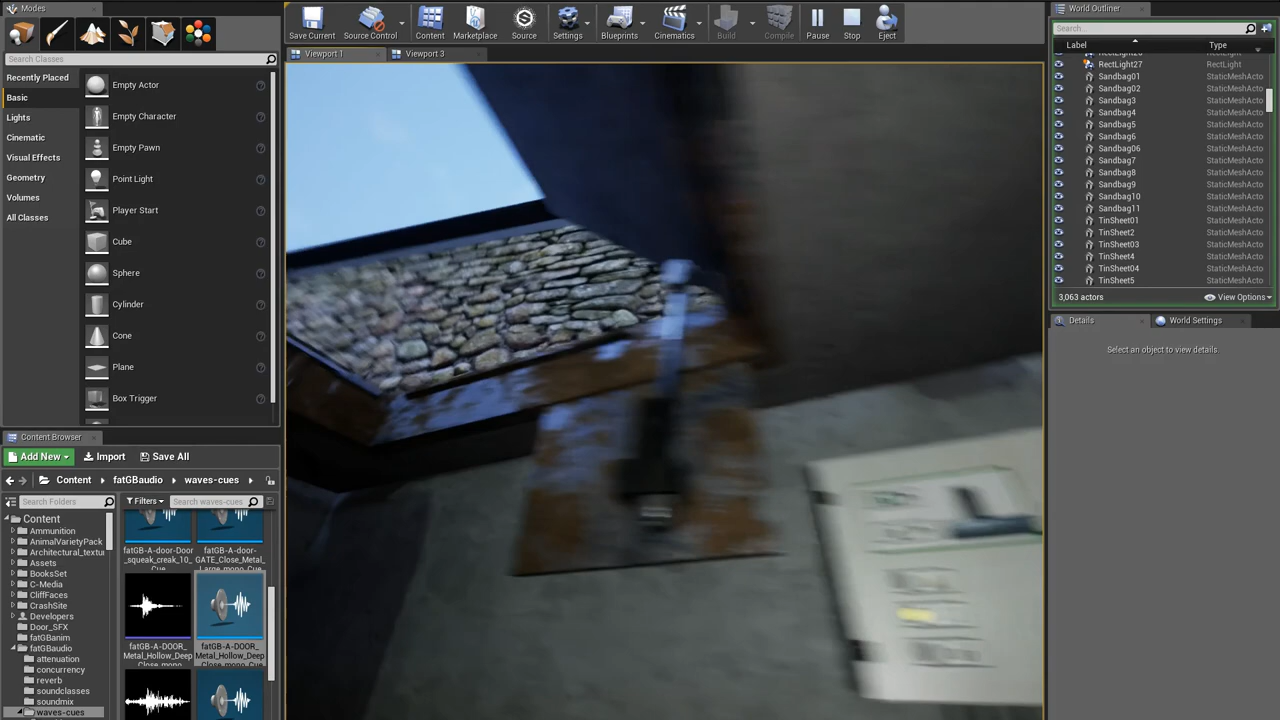 Modes
Search Classes
Recently Placed
Basic
Lights
Cinematic
Visual Effects
Geometry
Volumes
All Classes
Empty Actor
Empty Character
Empty Pawn
Point Light
Player Start
Cube
Sphere
Cylinder
Cone
Plane
Box Trigger
Save Current
Source Control
Content
Marketplace
Source
Settings
Blueprints
Cinematics
Build
Compile
Pause
Stop
Eject
Viewport 1
Viewport 3
World Outliner
Search...
Label Type
RectLight27 RectLight
Sandbag01 StaticMeshActo
Sandbag02 StaticMeshActo
Sandbag3 StaticMeshActo
Sandbag4 StaticMeshActo
Sandbag5 StaticMeshActo
Sandbag6 StaticMeshActo
Sandbag06 StaticMeshActo
Sandbag7 StaticMeshActo
Sandbag8 StaticMeshActo
Sandbag9 StaticMeshActo
Sandbag10 StaticMeshActo
Sandbag11 StaticMeshActo
TinSheet01 StaticMeshActo
TinSheet2 StaticMeshActo
TinSheet03 StaticMeshActo
TinSheet4 StaticMeshActo
TinSheet04 StaticMeshActo
TinSheet5 StaticMeshActo
3,063 actors View Options
Details World Settings
Select an object to view details.
Content Browser
Add New Import Save All
Content fatGBaudio waves-cues
Search Folders
Filters Search waves-cues
Content
Ammunition
AnimalVarietyPack
Architectural_textu
Assets
BooksSet
C-Media
CliffFaces
CrashSite
Developers
Door_SFX
fatGBanim
fatGBaudio
attenuation
concurrency
reverb
soundclasses
soundmix
waves-cues
fatGB-A-door-Door
_squeak_creak_10_
Cue
fatGB-A-door-
GATE_Close_Metal_
Large_mono_Cue
fatGB-A-DOOR_
Metal_Hollow_Deep
Close_mono
fatGB-A-DOOR_
Metal_Hollow_Deep
Close_mono_Cue